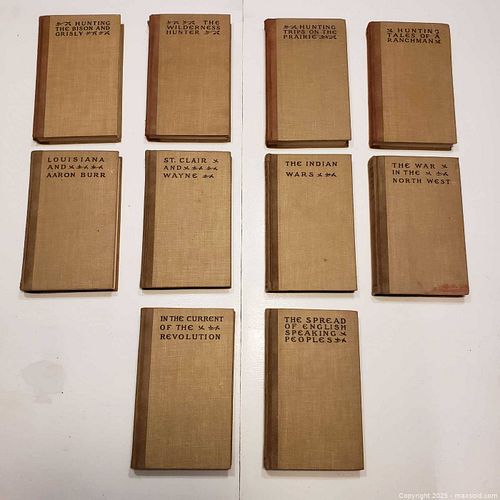 HUNTING
THE BISON AND
GRISLY
THE
WILDERNESS
HUNTER
HUNTING
TRIPS ON THE
PRAIRIE
HUNTING
TALES OF A
RANCHMAN
LOUISIANA
AND
AARON BURR
ST. CLAIR
AND
WAYNE
THE INDIAN
WARS
THE WAR
IN THE
NORTH WEST
IN THE CURRENT
OF THE
REVOLUTION
THE SPREAD
OF ENGLISH
SPEAKING
PEOPLES
Copyright 2025 - maxsold.com